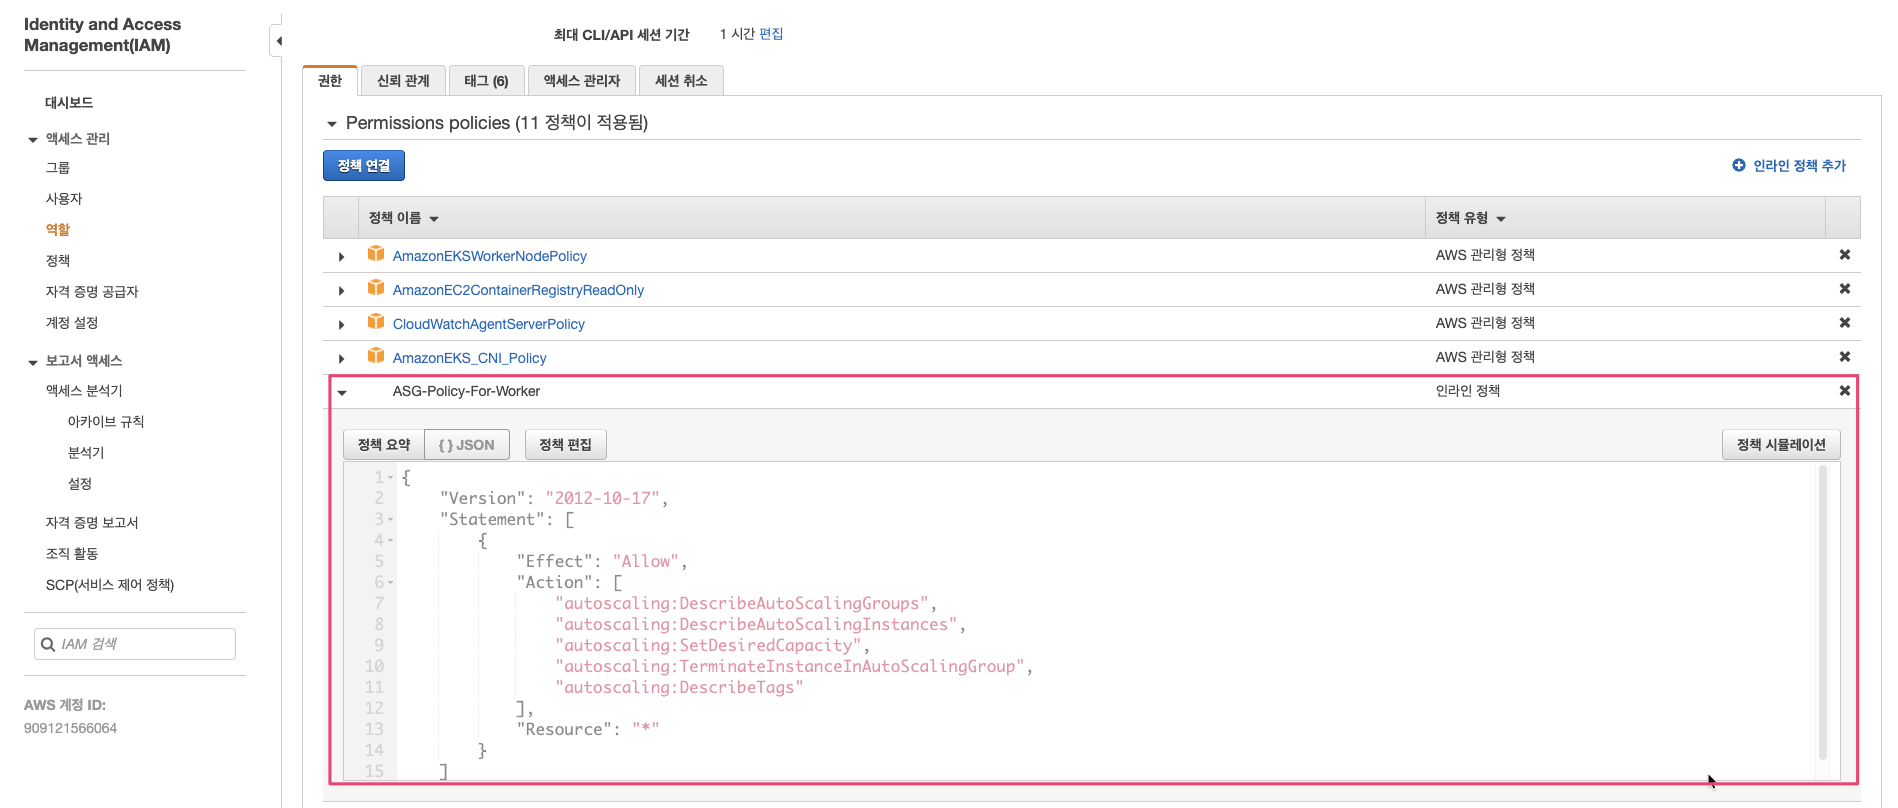 Identity and Access
Management(IAM)
대시보드
액세스 관리
그룹
사용자
역할
정책
자격 증명 공급자
계정 설정
보고서 액세스
액세스 분석기
아카이브 규칙
분석기
설정
자격 증명 보고서
조직 활동
SCP(서비스 제어 정책)
IAM 검색
AWS 계정 ID:
909121566064
최대 CLI/API 세션 기간 1 시간 편집
권한 신뢰 관계 태그 (6) 액세스 관리자 세션 취소
Permissions policies (11 정책이 적용됨)
정책 연결 인라인 정책 추가
정책 이름 정책 유형
AmazonEKSWorkerNodePolicy AWS 관리형 정책
AmazonEC2ContainerRegistryReadOnly AWS 관리형 정책
CloudWatchAgentServerPolicy AWS 관리형 정책
AmazonEKS_CNI_Policy AWS 관리형 정책
ASG-Policy-For-Worker 인라인 정책
정책 요약 { } JSON 정책 편집 정책 시뮬레이션
1 {
2 "Version": "2012-10-17",
3 "Statement": [
4 {
5 "Effect": "Allow",
6 "Action": [
7 "autoscaling:DescribeAutoScalingGroups",
8 "autoscaling:DescribeAutoScalingInstances",
9 "autoscaling:SetDesiredCapacity",
10 "autoscaling:TerminateInstanceInAutoScalingGroup",
11 "autoscaling:DescribeTags"
12 ],
13 "Resource": "*"
14 }
15 ]